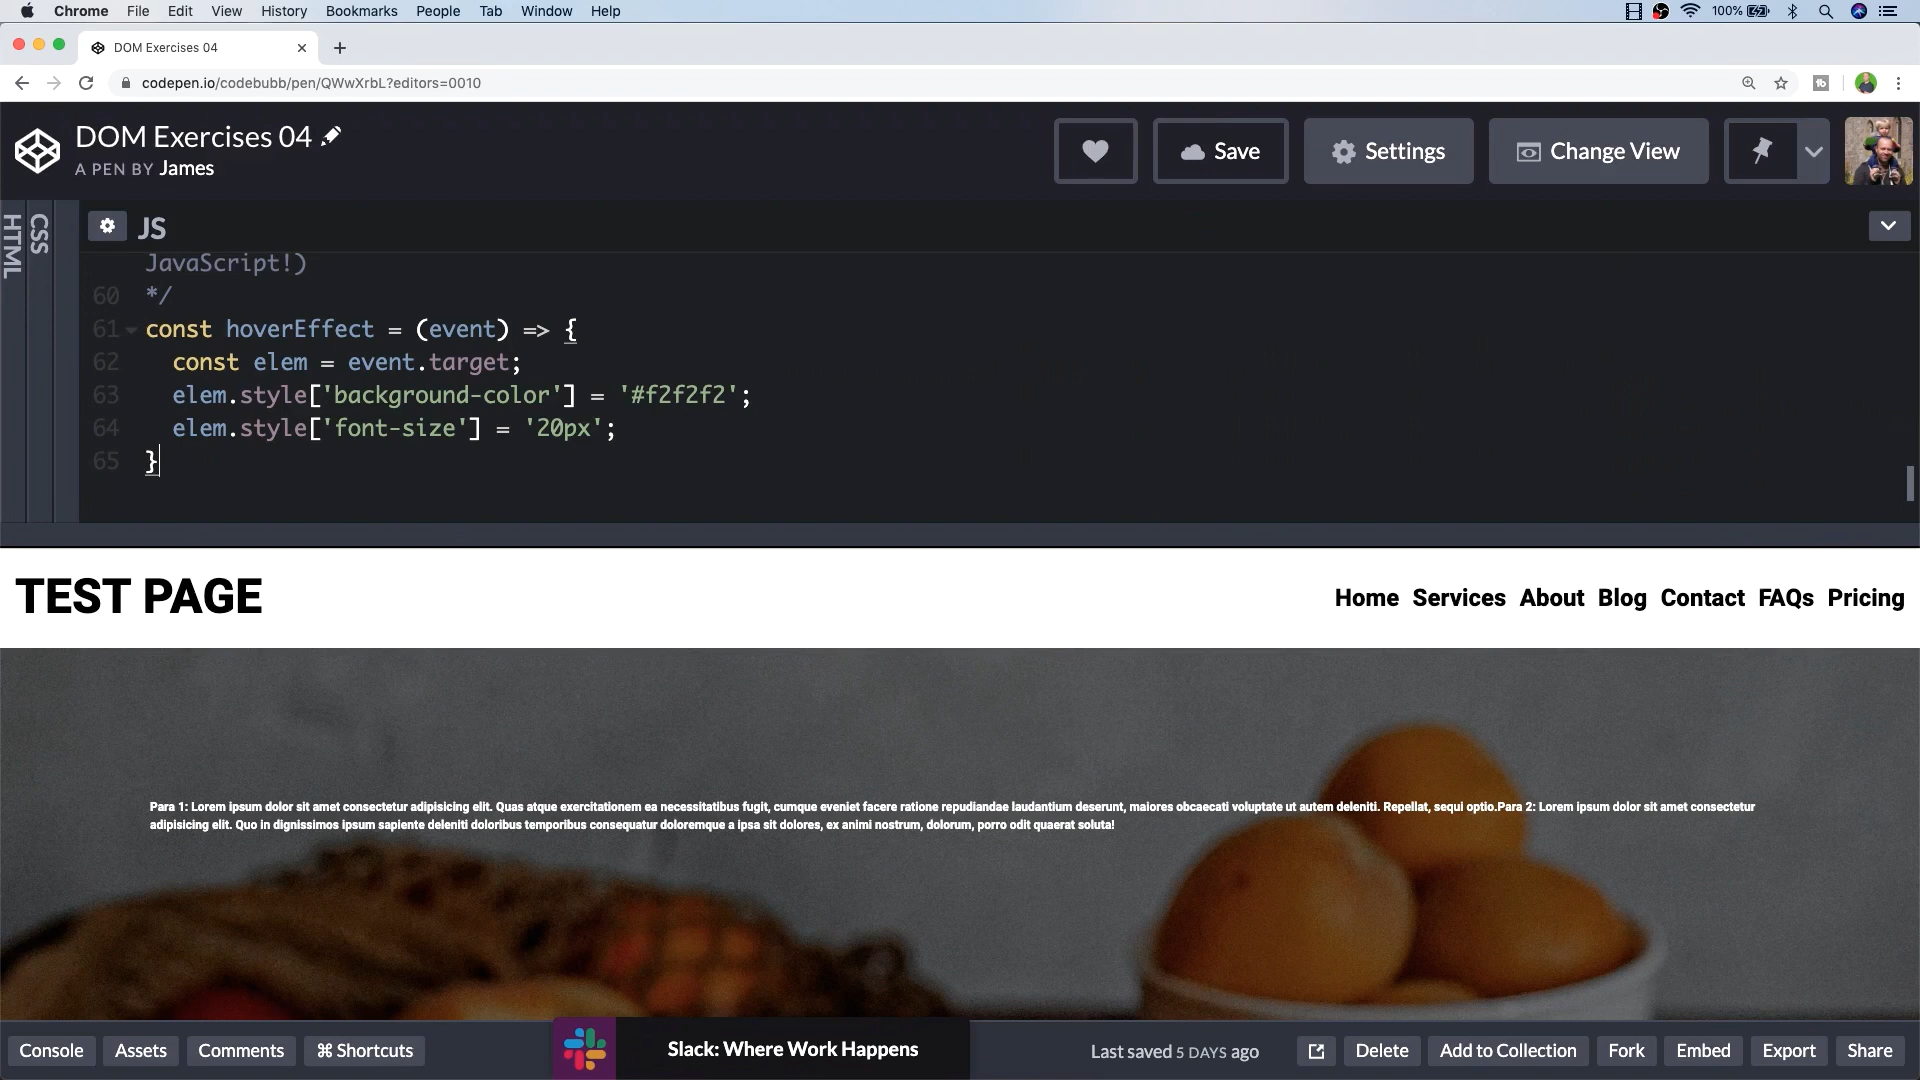 Chrome File Edit View History Bookmarks People Tab Window Help 100%
DOM Exercises 04
codepen.io/codebubb/pen/QWwXrbL?editors=0010
DOM Exercises 04
A PEN BY James
Save Settings Change View
HTML
CSS
JS
JavaScript!)
60 */
61 const hoverEffect = (event) => {
62 const elem = event.target;
63 elem.style['background-color'] = '#f2f2f2';
64 elem.style['font-size'] = '20px';
65 }
TEST PAGE
Home Services About Blog Contact FAQs Pricing
Para 1: Lorem ipsum dolor sit amet consectetur adipisicing elit. Quas atque exercitationem ea necessitatibus fugit, cumque eveniet facere ratione repudiandae laudantium deserunt, maiores obcaecati voluptate ut autem deleniti. Repellat, sequi optio.Para 2: Lorem ipsum dolor sit amet consectetur
adipisicing elit. Quo in dignissimos ipsum sapiente deleniti doloribus temporibus consequatur doloremque a ipsa sit dolores, ex animi nostrum, dolorum, porro odit quaerat soluta!
Console Assets Comments ⌘ Shortcuts Slack: Where Work Happens Last saved 5 DAYS ago Delete Add to Collection Fork Embed Export Share